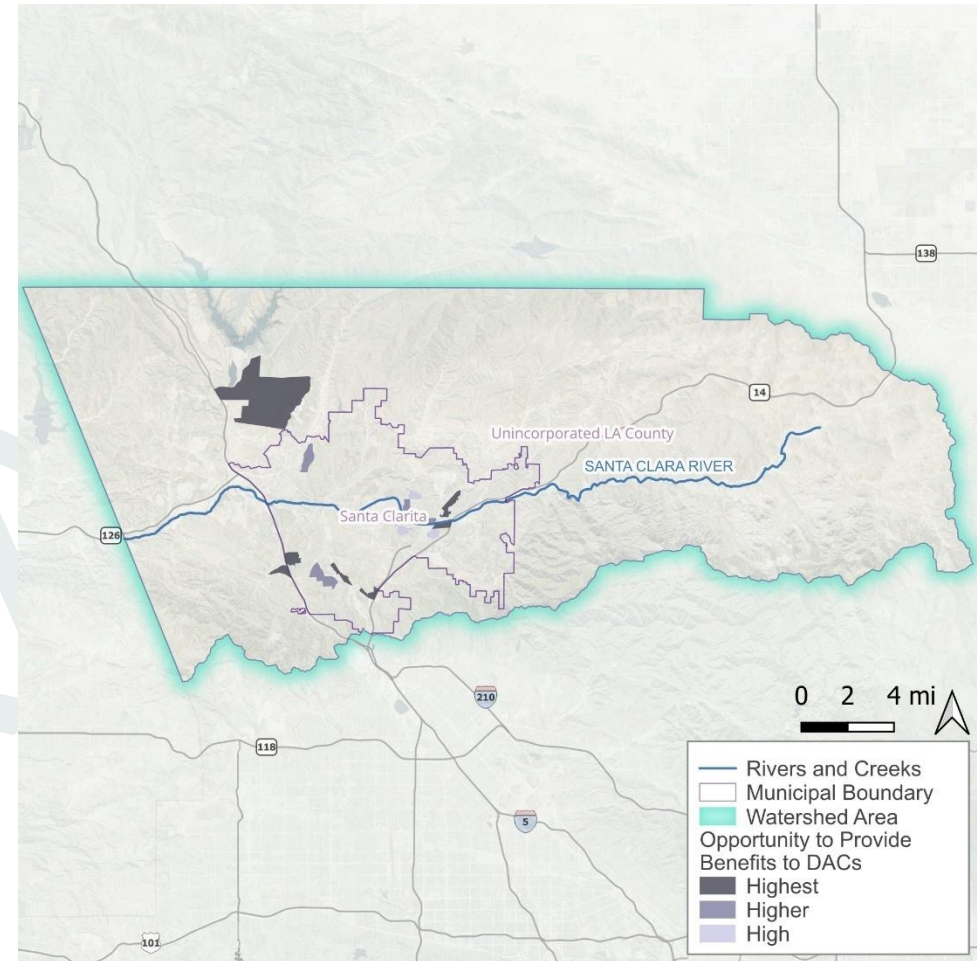 138
14
Unincorporated LA County
SANTA CLARA RIVER
Santa Clarita
126
210
0 2 4 mi
118
5
101
Rivers and Creeks
Municipal Boundary
Watershed Area
Opportunity to Provide
Benefits to DACs
Highest
Higher
High